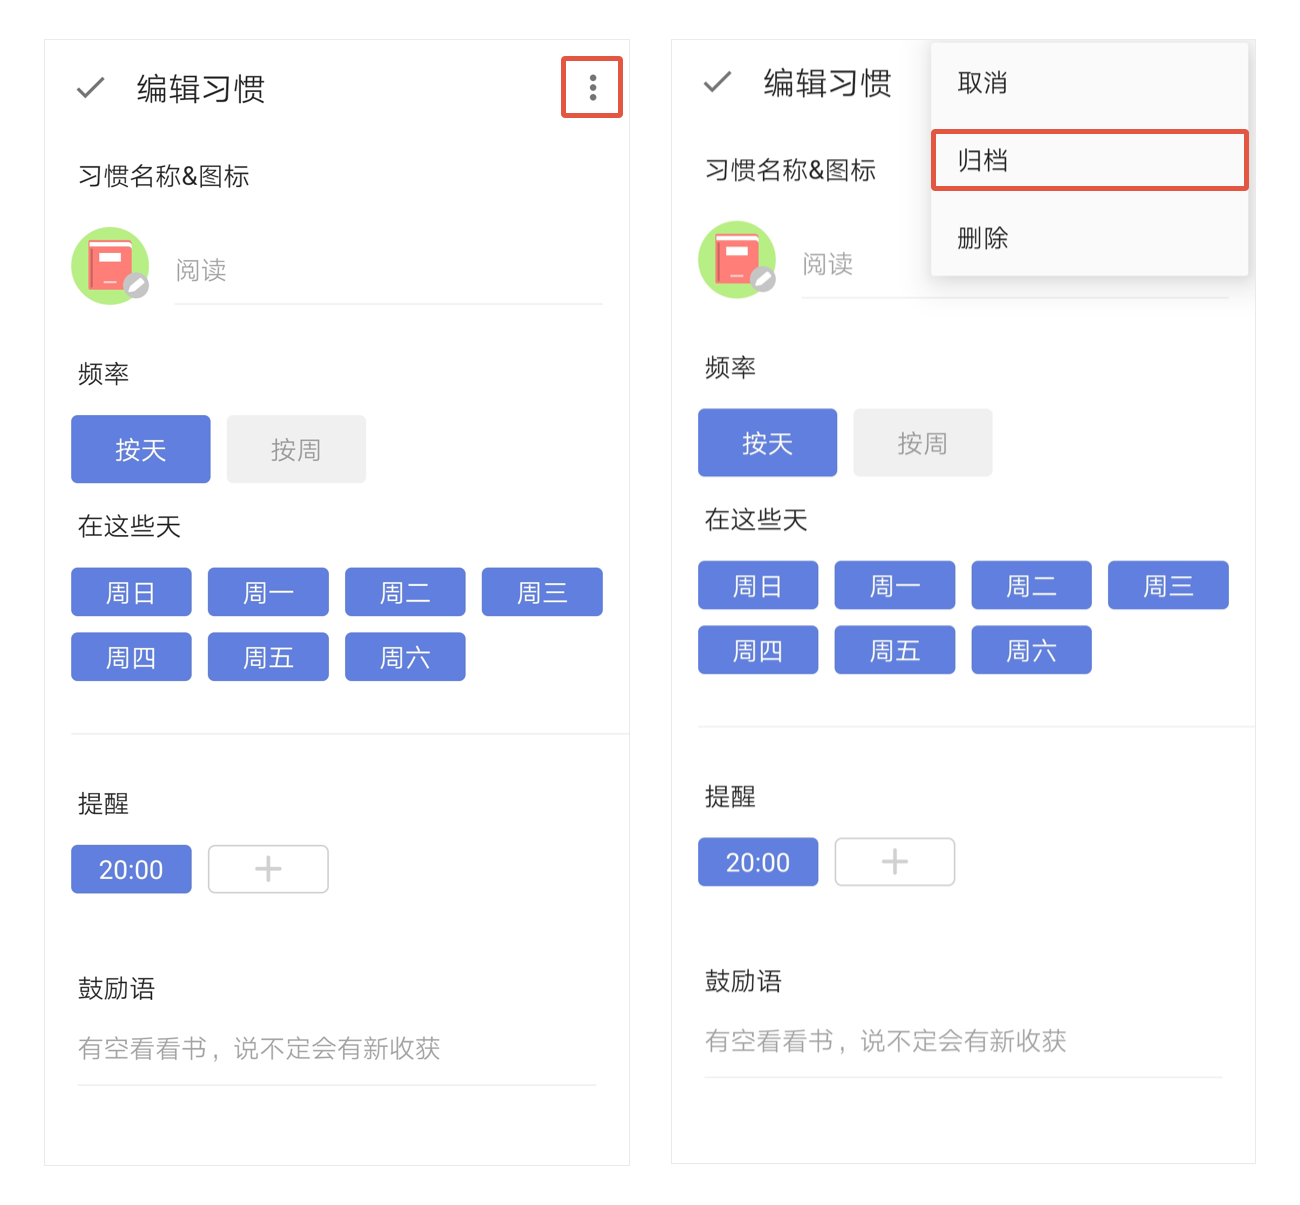 编辑习惯
习惯名称&图标
阅读
频率
按天 按周
在这些天
周日 周一 周二 周三
周四 周五 周六
提醒
20:00
鼓励语
有空看看书，说不定会有新收获
编辑习惯
取消
归档
删除
习惯名称&图标
阅读
频率
按天 按周
在这些天
周日 周一 周二 周三
周四 周五 周六
提醒
20:00
鼓励语
有空看看书，说不定会有新收获